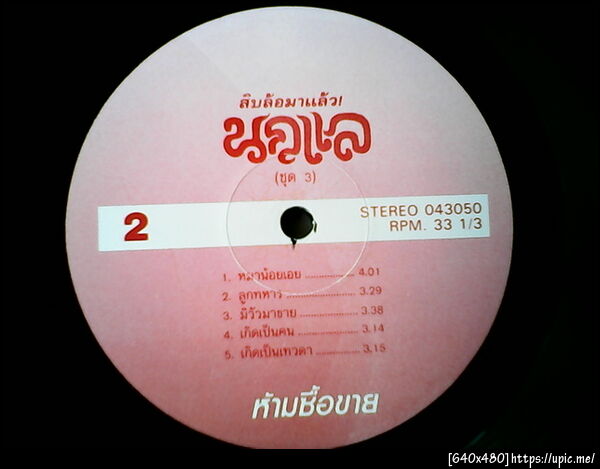 สิบล้อมาแล้ว!
นกแล
(ชุด 3)
2
STEREO 043050
RPM. 33 1/3
1. หมาน้อยเอย .............. 4.01
2. ลูกทหาร .................... 3.29
3. มีวัวมาขาย ................ 3.38
4. เกิดเป็นคน ................ 3.14
5. เกิดเป็นเทวดา ............ 3.15
ห้ามซื้อขาย
[640x480]https://upic.me/